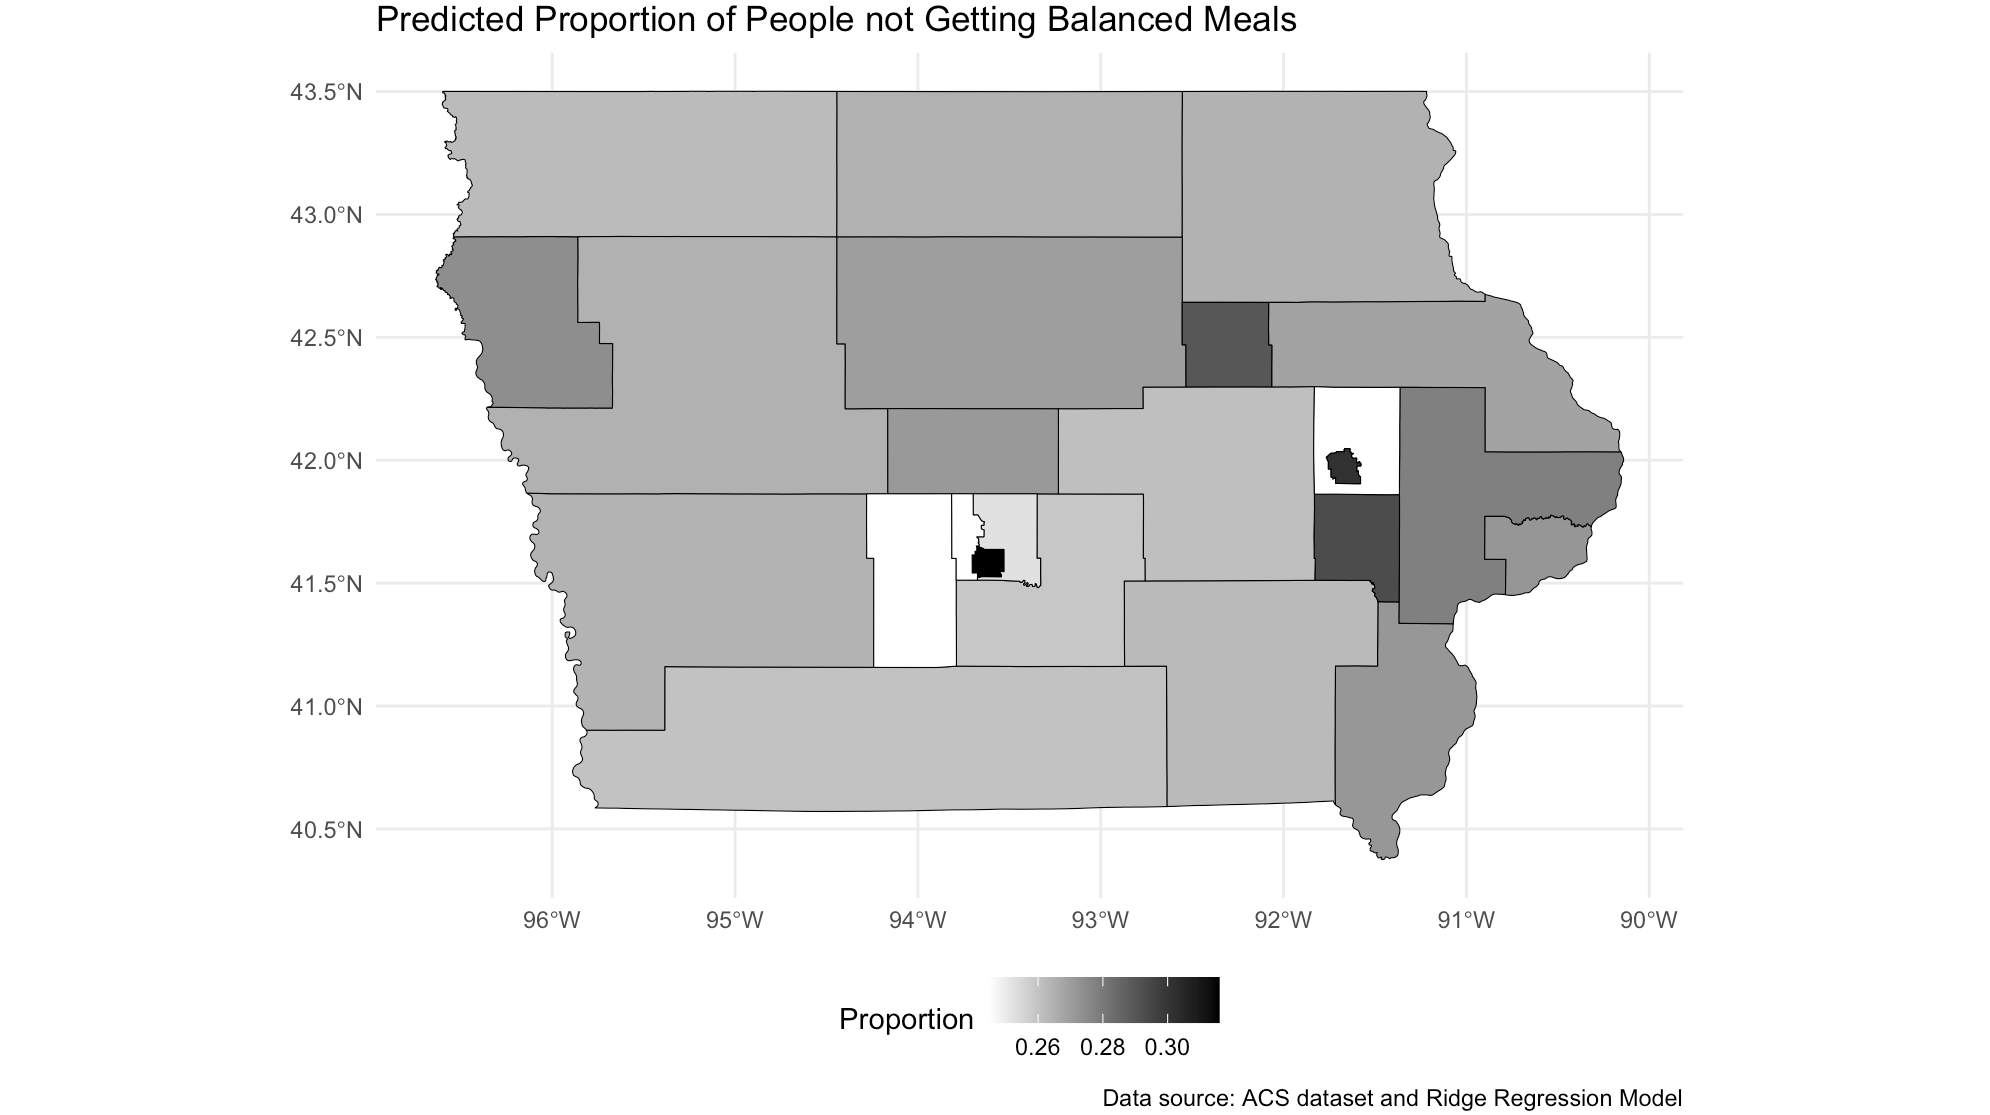 Predicted Proportion of People not Getting Balanced Meals
43.5°N
43.0°N
42.5°N
42.0°N
41.5°N
41.0°N
40.5°N
96°W 95°W 94°W 93°W 92°W 91°W 90°W
Proportion
0.26 0.28 0.30
Data source: ACS dataset and Ridge Regression Model